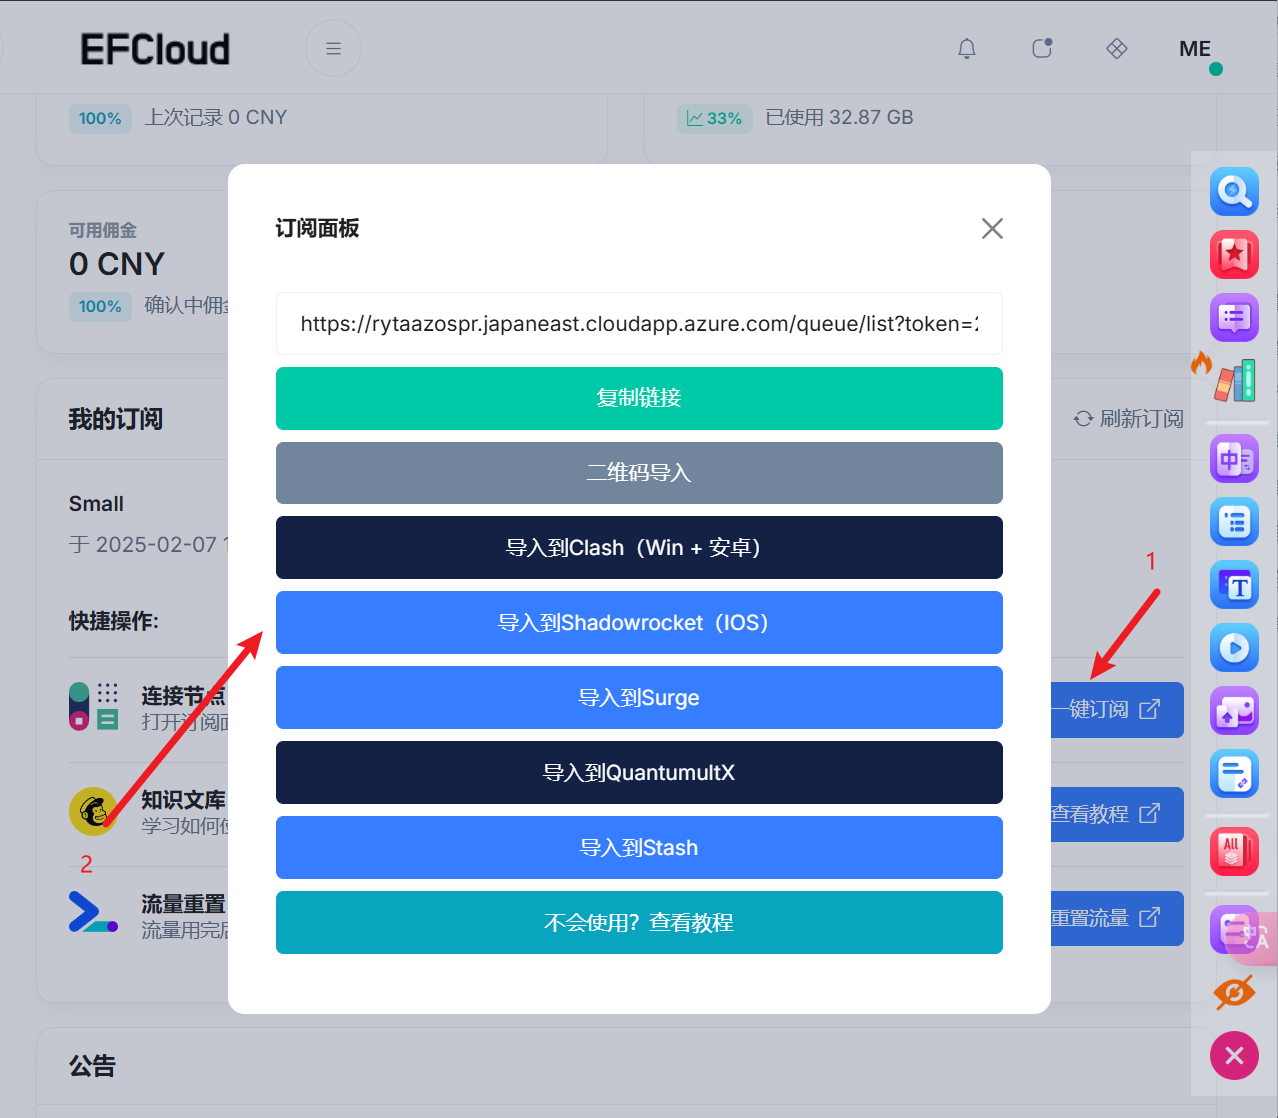 EFCloud
ME
100% 上次记录 0 CNY
33% 已使用 32.87 GB
可用佣金
0 CNY
100% 确认中佣金
订阅面板
https://rytaazospr.japaneast.cloudapp.azure.com/queue/list?token=
复制链接
二维码导入
导入到Clash（Win + 安卓）
导入到Shadowrocket（IOS）
导入到Surge
导入到QuantumultX
导入到Stash
不会使用？查看教程
我的订阅
刷新订阅
Small
于 2025-02-07
快捷操作:
1
连接节点
打开订阅面
一键订阅
知识文库
学习如何使
查看教程
2
流量重置
流量用完后
重置流量
公告
中
T
All
中A